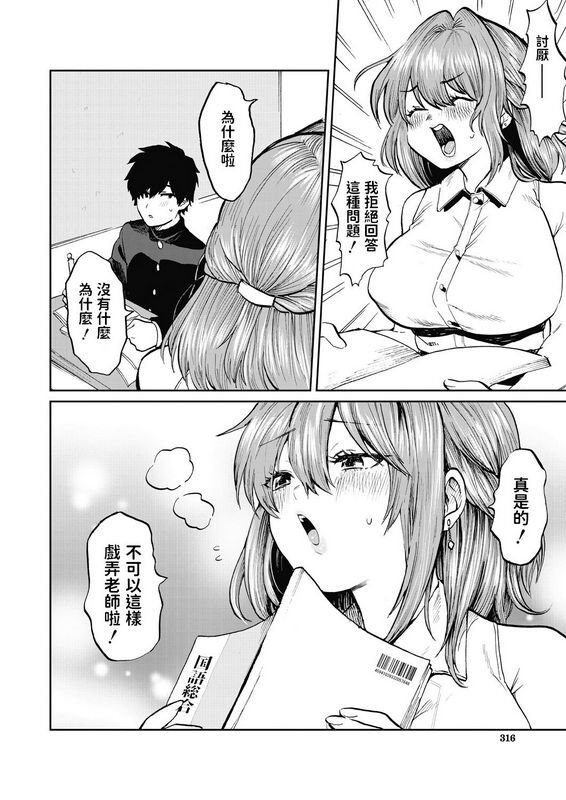 討厭——
我拒絕回答
這種問題！
為什麼啦
沒有什麼
為什麼！
真是的！
不可以這樣
戲弄老師啦！
国語総合
316